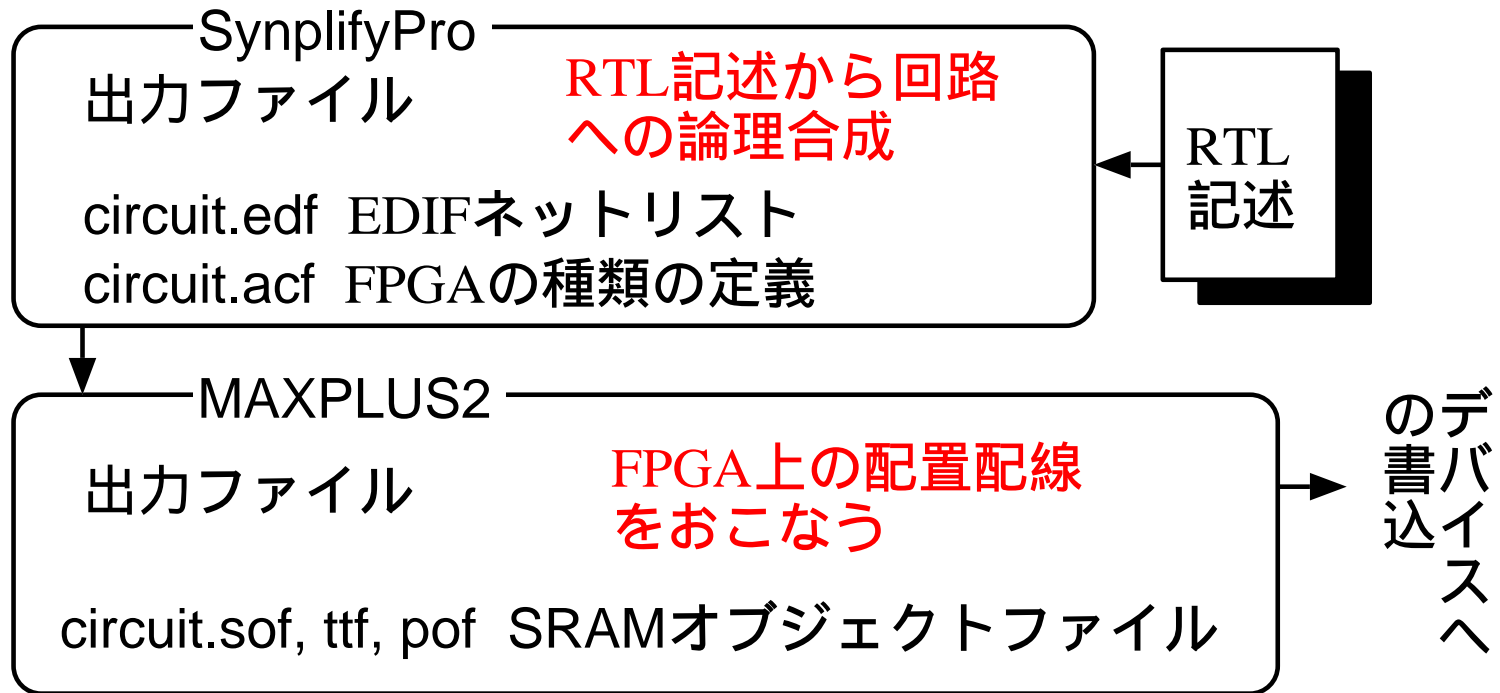 SynplifyPro
出力ファイル
RTL記述から回路
への論理合成
circuit.edf EDIFネットリスト
circuit.acf FPGAの種類の定義
RTL
記述
MAXPLUS2
出力ファイル
FPGA上の配置配線
をおこなう
circuit.sof, ttf, pof SRAMオブジェクトファイル
デバイスへ
の書込